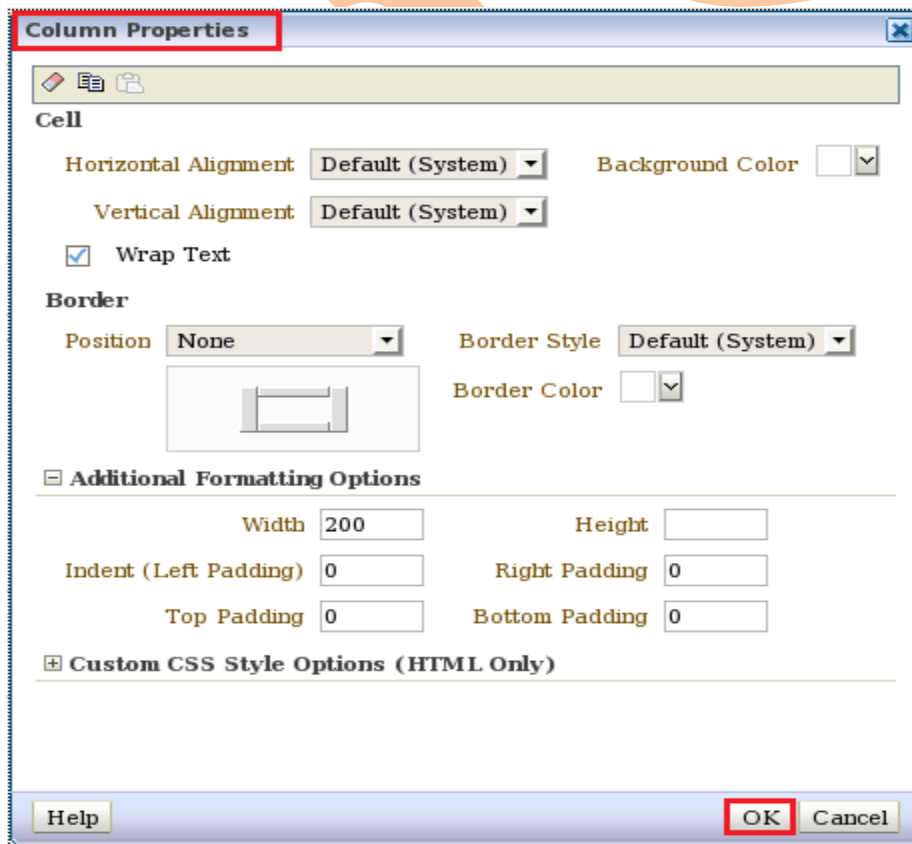 Column Properties
Cell
Horizontal Alignment Default (System) Background Color
Vertical Alignment Default (System)
Wrap Text
Border
Position None Border Style Default (System)
Border Color
Additional Formatting Options
Width 200 Height
Indent (Left Padding) 0 Right Padding 0
Top Padding 0 Bottom Padding 0
Custom CSS Style Options (HTML Only)
Help OK Cancel